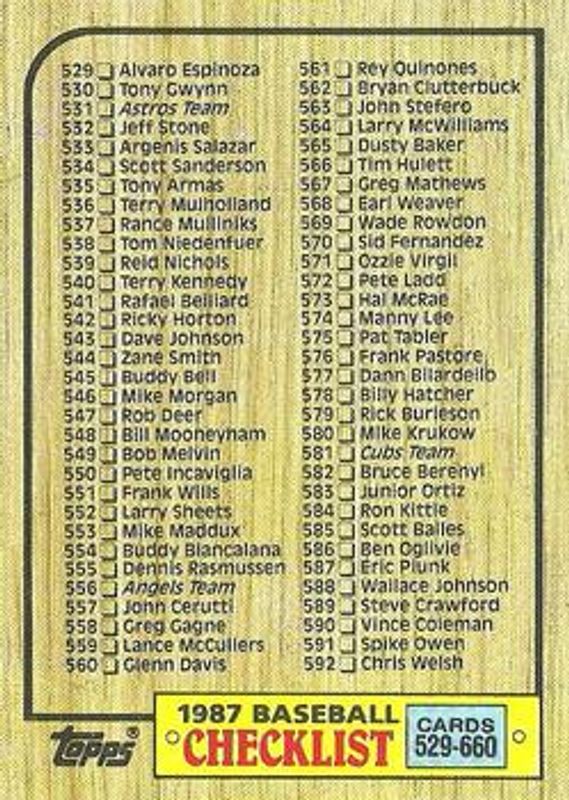 529 Alvaro Espinoza
530 Tony Gwynn
531 Astros Team
532 Jeff Stone
533 Argenis Salazar
534 Scott Sanderson
535 Tony Armas
536 Terry Mulholland
537 Rance Mulliniks
538 Tom Niedenfuer
539 Reid Nichols
540 Terry Kennedy
541 Rafael Belliard
542 Ricky Horton
543 Dave Johnson
544 Zane Smith
545 Buddy Bell
546 Mike Morgan
547 Rob Deer
548 Bill Mooneyham
549 Bob Melvin
550 Pete Incaviglia
551 Frank Wills
552 Larry Sheets
553 Mike Maddux
554 Buddy Biancalana
555 Dennis Rasmussen
556 Angels Team
557 John Cerutti
558 Greg Gagne
559 Lance McCullers
560 Glenn Davis
561 Rey Quinones
562 Bryan Clutterbuck
563 John Stefero
564 Larry McWilliams
565 Dusty Baker
566 Tim Hulett
567 Greg Mathews
568 Earl Weaver
569 Wade Rowdon
570 Sid Fernandez
571 Ozzie Virgil
572 Pete Ladd
573 Hal McRae
574 Manny Lee
575 Pat Tabler
576 Frank Pastore
577 Dann Bilardello
578 Billy Hatcher
579 Rick Burleson
580 Mike Krukow
581 Cubs Team
582 Bruce Berenyi
583 Junior Ortiz
584 Ron Kittle
585 Scott Bailes
586 Ben Oglivie
587 Eric Plunk
588 Wallace Johnson
589 Steve Crawford
590 Vince Coleman
591 Spike Owen
592 Chris Welsh
topps®
1987 BASEBALL
CHECKLIST
CARDS
529-660